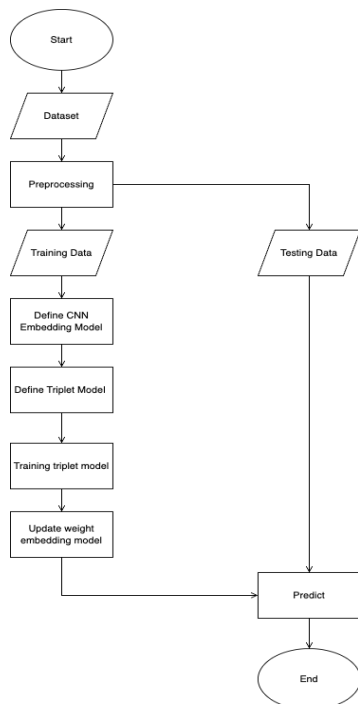 Start
Dataset
Preprocessing
Training Data
Testing Data
Define CNN
Embedding Model
Define Triplet Model
Training triplet model
Update weight
embedding model
Predict
End